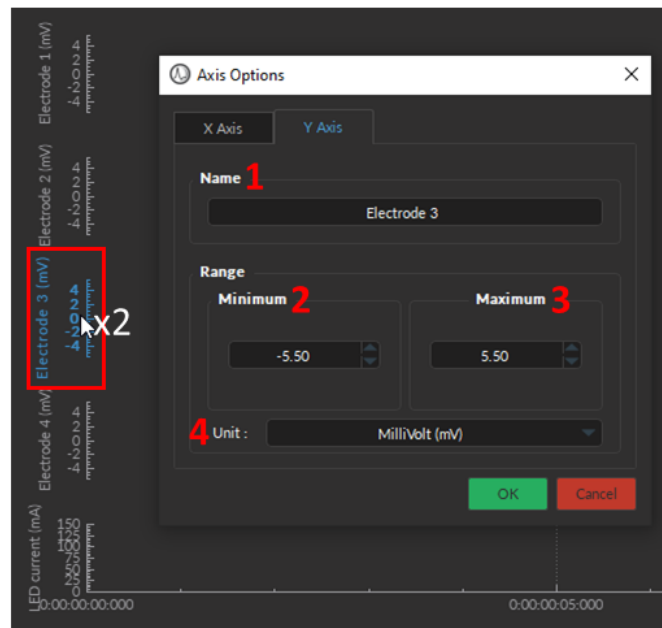 Electrode 1 (mV)
4
2
0
-2
-4
Electrode 2 (mV)
4
2
0
-2
-4
Electrode 3 (mV)
4
2
0
-2
-4
x2
Electrode 4 (mV)
4
2
0
-2
-4
LED current (mA)
150
125
100
75
50
25
0
0:00:00:00:000
0:00:00:05:000
Axis Options
X Axis
Y Axis
Name 1
Electrode 3
Range
Minimum 2
Maximum 3
-5.50
5.50
4 Unit :
MilliVolt (mV)
OK
Cancel